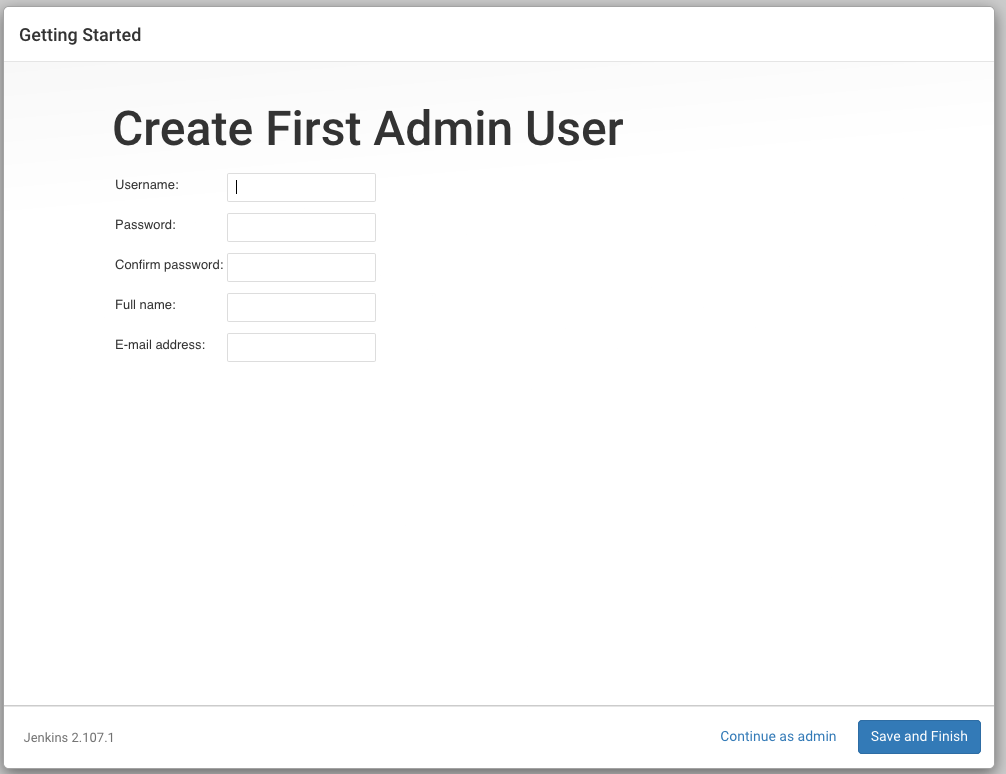 Getting Started
Create First Admin User
Username:
Password:
Confirm password:
Full name:
E-mail address:
Jenkins 2.107.1
Continue as admin
Save and Finish